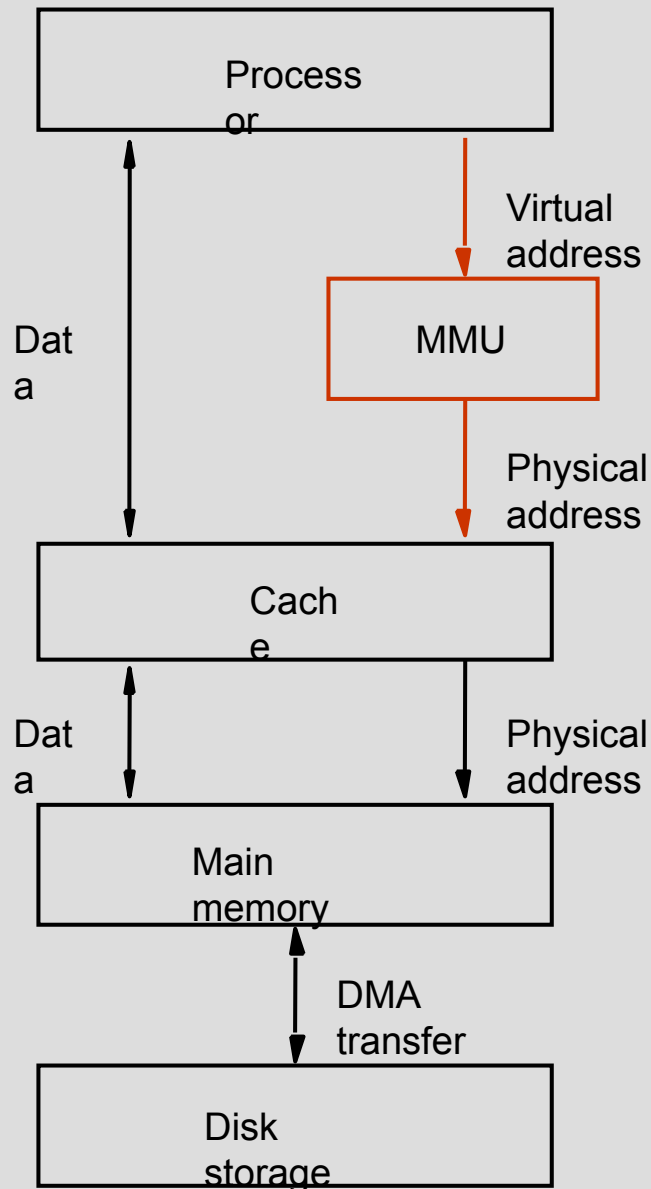 Process
or
Virtual
address
Dat
a
MMU
Physical
address
Cach
e
Dat
a
Physical
address
Main
memory
DMA
transfer
Disk
storage